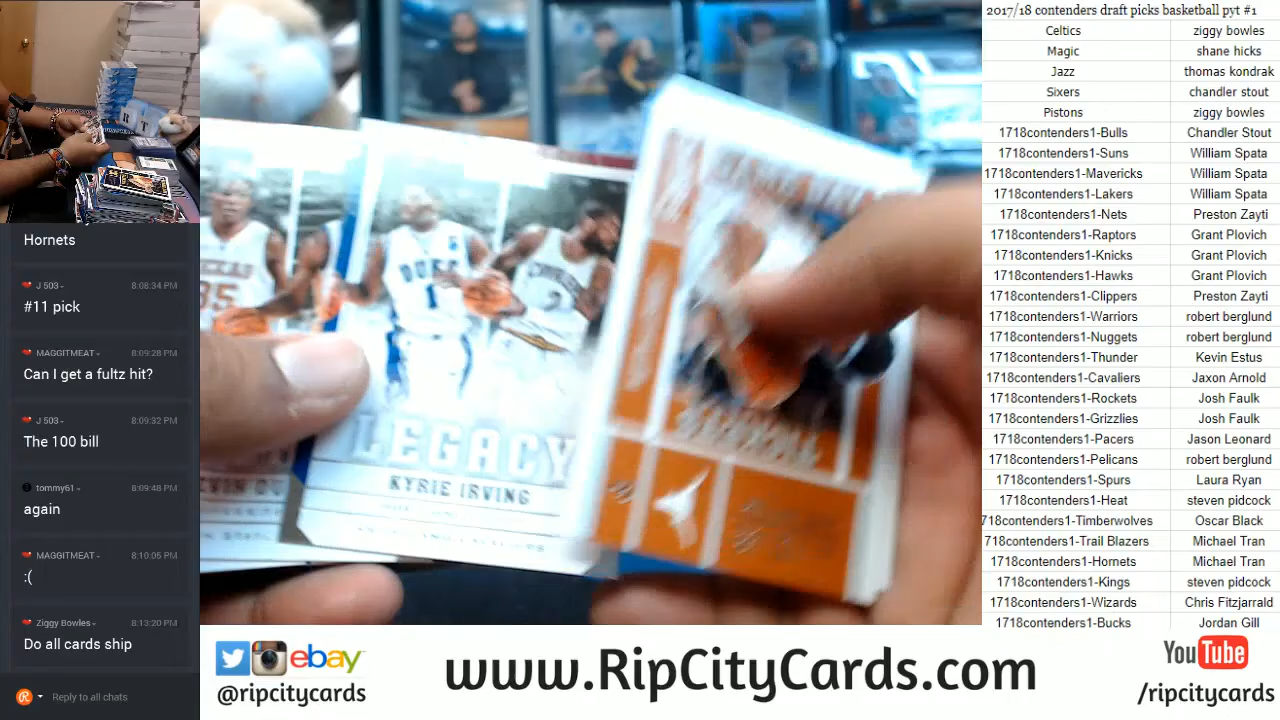 Hornets
J 503 8:08:34 PM
#11 pick
MAGGITMEAT 8:09:28 PM
Can I get a fultz hit?
J 503 8:09:32 PM
The 100 bill
tommy61 8:09:48 PM
again
MAGGITMEAT 8:10:05 PM
:(
Ziggy Bowles 8:13:20 PM
Do all cards ship
Reply to all chats
35
DUKE
1
LEGACY
KYRIE IRVING
2017/18 contenders draft picks basketball pyt #1
Celtics ziggy bowles
Magic shane hicks
Jazz thomas kondrak
Sixers chandler stout
Pistons ziggy bowles
1718contenders1-Bulls Chandler Stout
1718contenders1-Suns William Spata
1718contenders1-Mavericks William Spata
1718contenders1-Lakers William Spata
1718contenders1-Nets Preston Zayti
1718contenders1-Raptors Grant Plovich
1718contenders1-Knicks Grant Plovich
1718contenders1-Hawks Grant Plovich
1718contenders1-Clippers Preston Zayti
1718contenders1-Warriors robert berglund
1718contenders1-Nuggets robert berglund
1718contenders1-Thunder Kevin Estus
1718contenders1-Cavaliers Jaxon Arnold
1718contenders1-Rockets Josh Faulk
1718contenders1-Grizzlies Josh Faulk
1718contenders1-Pacers Jason Leonard
1718contenders1-Pelicans robert berglund
1718contenders1-Spurs Laura Ryan
1718contenders1-Heat steven pidcock
718contenders1-Timberwolves Oscar Black
718contenders1-Trail Blazers Michael Tran
1718contenders1-Hornets Michael Tran
1718contenders1-Kings steven pidcock
1718contenders1-Wizards Chris Fitzjarrald
1718contenders1-Bucks Jordan Gill
ebay
@ripcitycards
www.RipCityCards.com
YouTube
/ripcitycards